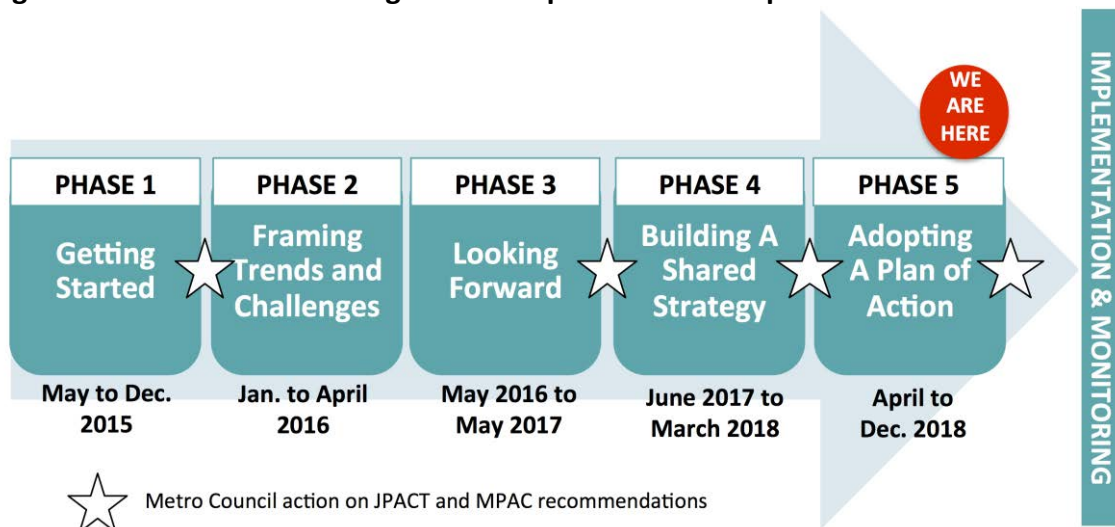 WE
ARE
HERE
PHASE 1
Getting
Started
May to Dec.
2015
PHASE 2
Framing
Trends and
Challenges
Jan. to April
2016
PHASE 3
Looking
Forward
May 2016 to
May 2017
PHASE 4
Building A
Shared
Strategy
June 2017 to
March 2018
PHASE 5
Adopting
A Plan of
Action
April to
Dec. 2018
IMPLEMENTATION & MONITORING
Metro Council action on JPACT and MPAC recommendations